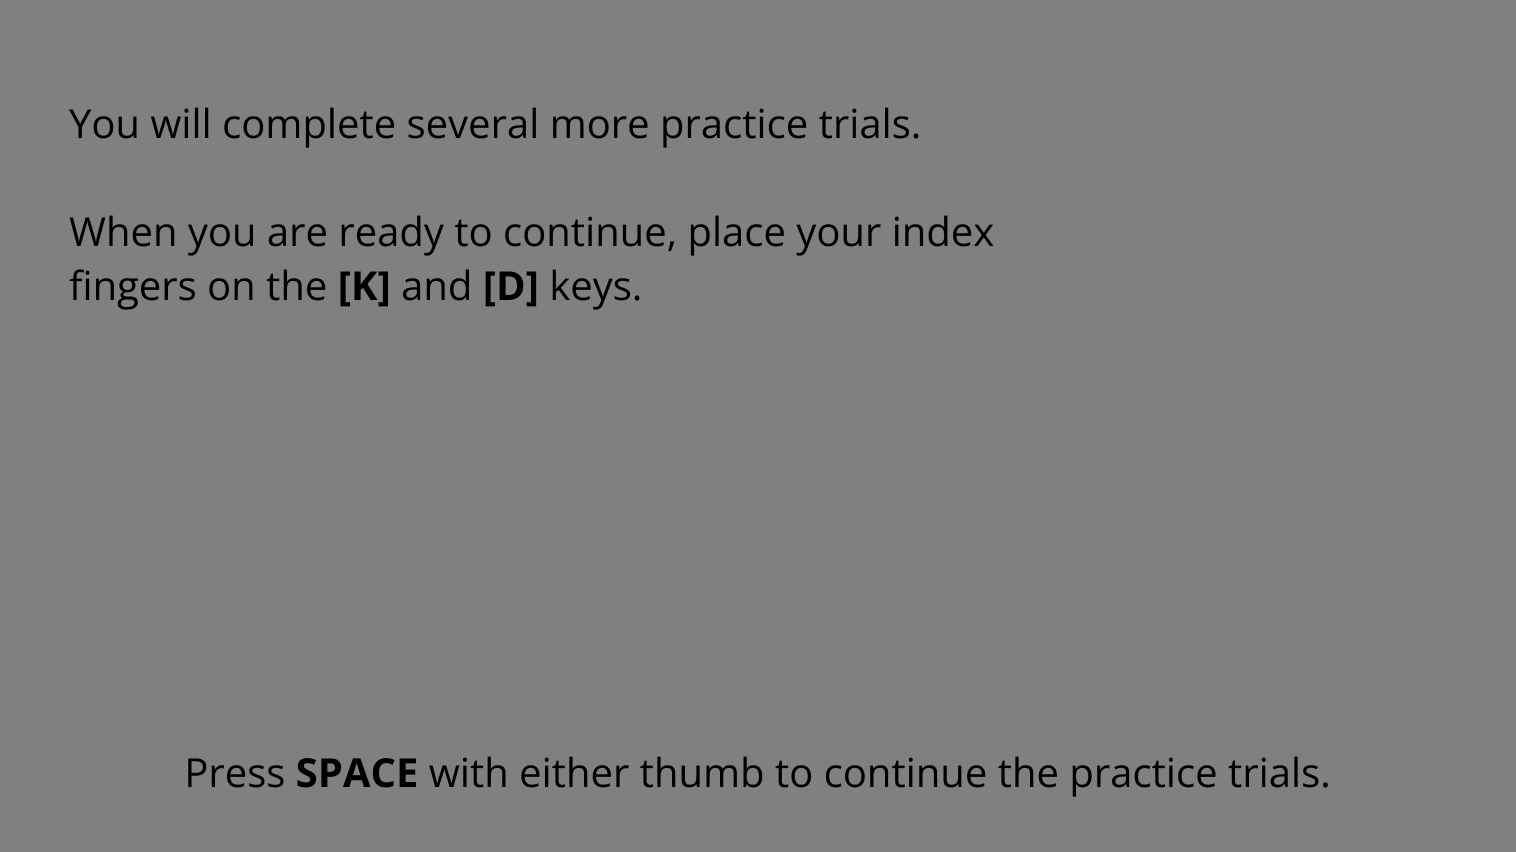 You will complete several more practice trials.
When you are ready to continue, place your index
fingers on the [K] and [D] keys.
Press SPACE with either thumb to continue the practice trials.